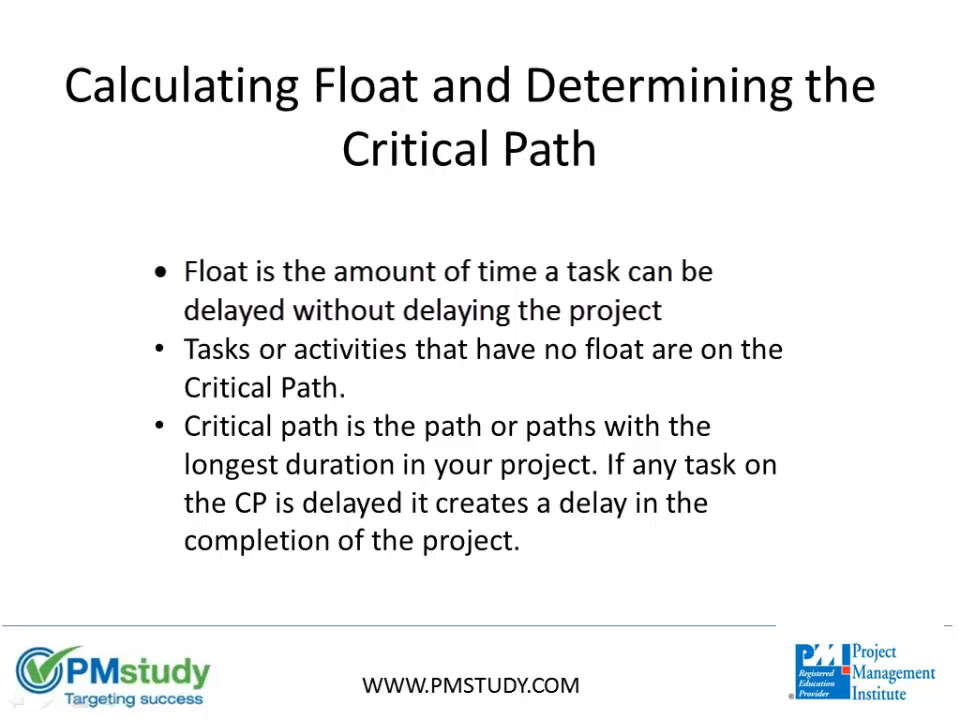 Calculating Float and Determining the
Critical Path
• Float is the amount of time a task can be
delayed without delaying the project
• Tasks or activities that have no float are on the
Critical Path.
• Critical path is the path or paths with the
longest duration in your project. If any task on
the CP is delayed it creates a delay in the
completion of the project.
PMstudy
Targeting success
WWW.PMSTUDY.COM
PMI
Registered
Education
Provider
®
Project
Management
Institute